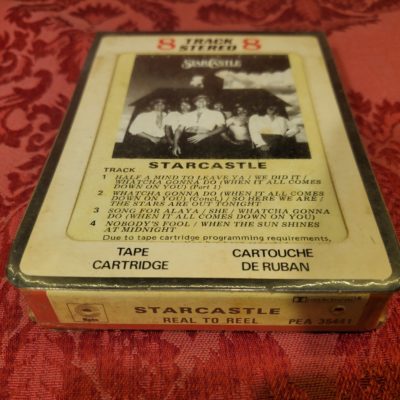 8 TRACK STEREO 8
STARCASTLE
STARCASTLE
TRACK
1 HALF A MIND TO LEAVE YA / WE DID IT /
WHATCHA GONNA DO (WHEN IT ALL COMES
DOWN ON YOU) (Part 1)
2 WHATCHA GONNA DO (WHEN IT ALL COMES
DOWN ON YOU) (Concl.) / SO HERE WE ARE /
THE STARS ARE OUT TONIGHT
3 SONG FOR ALAYA / SHE / WHATCHA GONNA
DO (WHEN IT ALL COMES DOWN ON YOU)
4 NOBODY'S FOOL / WHEN THE SUN SHINES
AT MIDNIGHT
Due to tape cartridge programming requirements,
TAPE CARTRIDGE
CARTOUCHE DE RUBAN
Epic
STARCASTLE
REAL TO REEL
PEA 35441